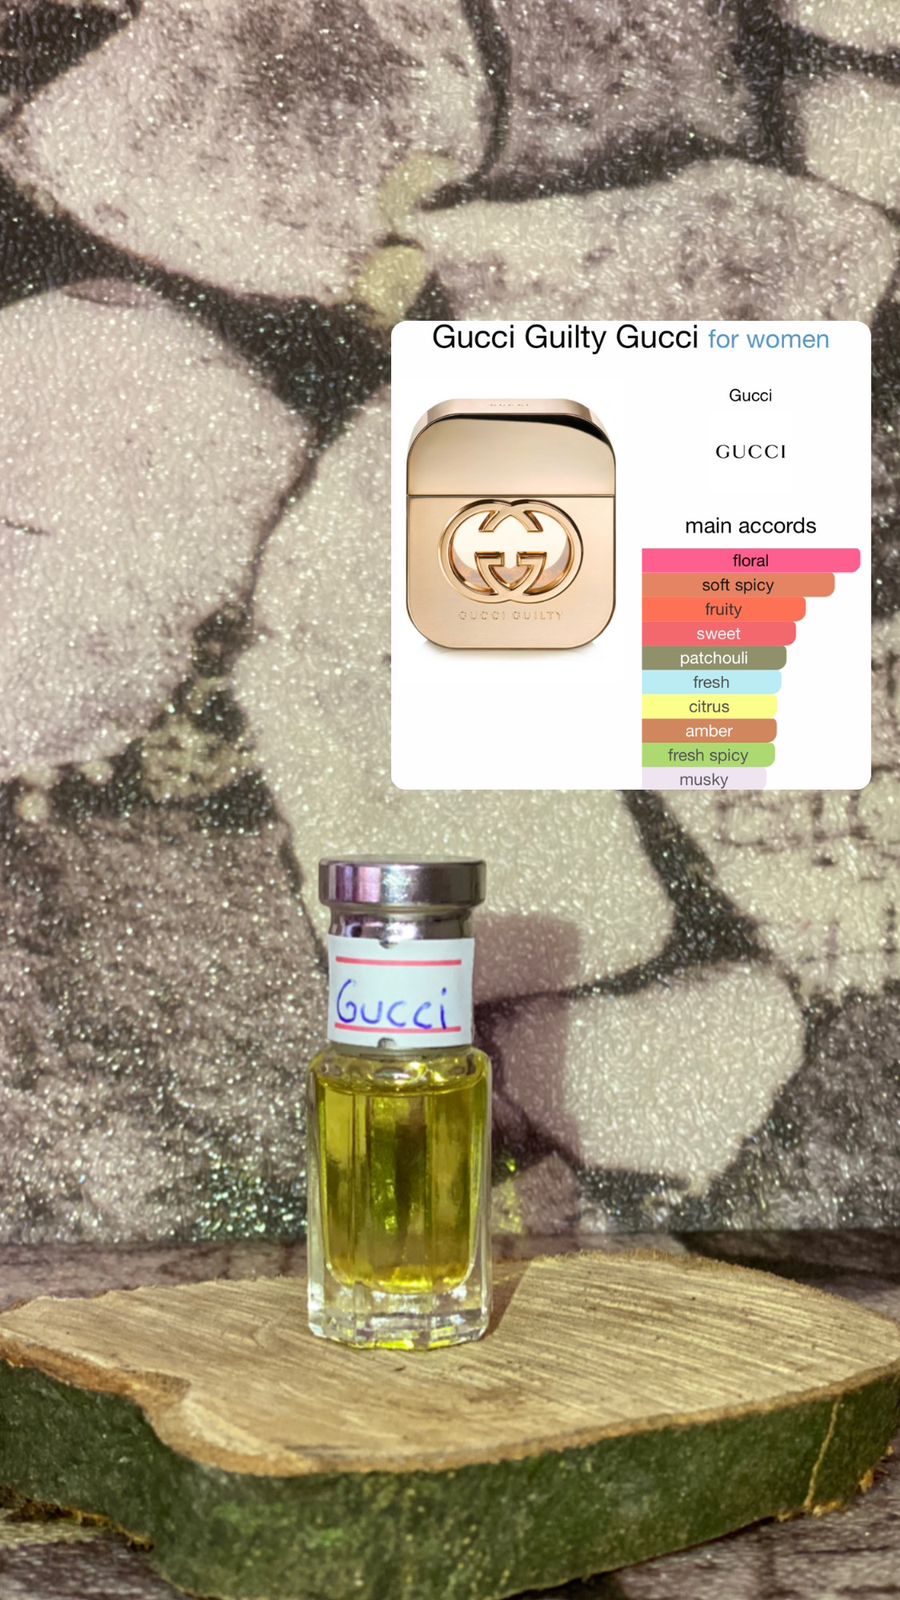 Gucci Guilty Gucci for women
Gucci
GUCCI
main accords
floral
soft spicy
fruity
sweet
patchouli
fresh
citrus
amber
fresh spicy
musky
GUCCI
GUCCI GUILTY
Gucci